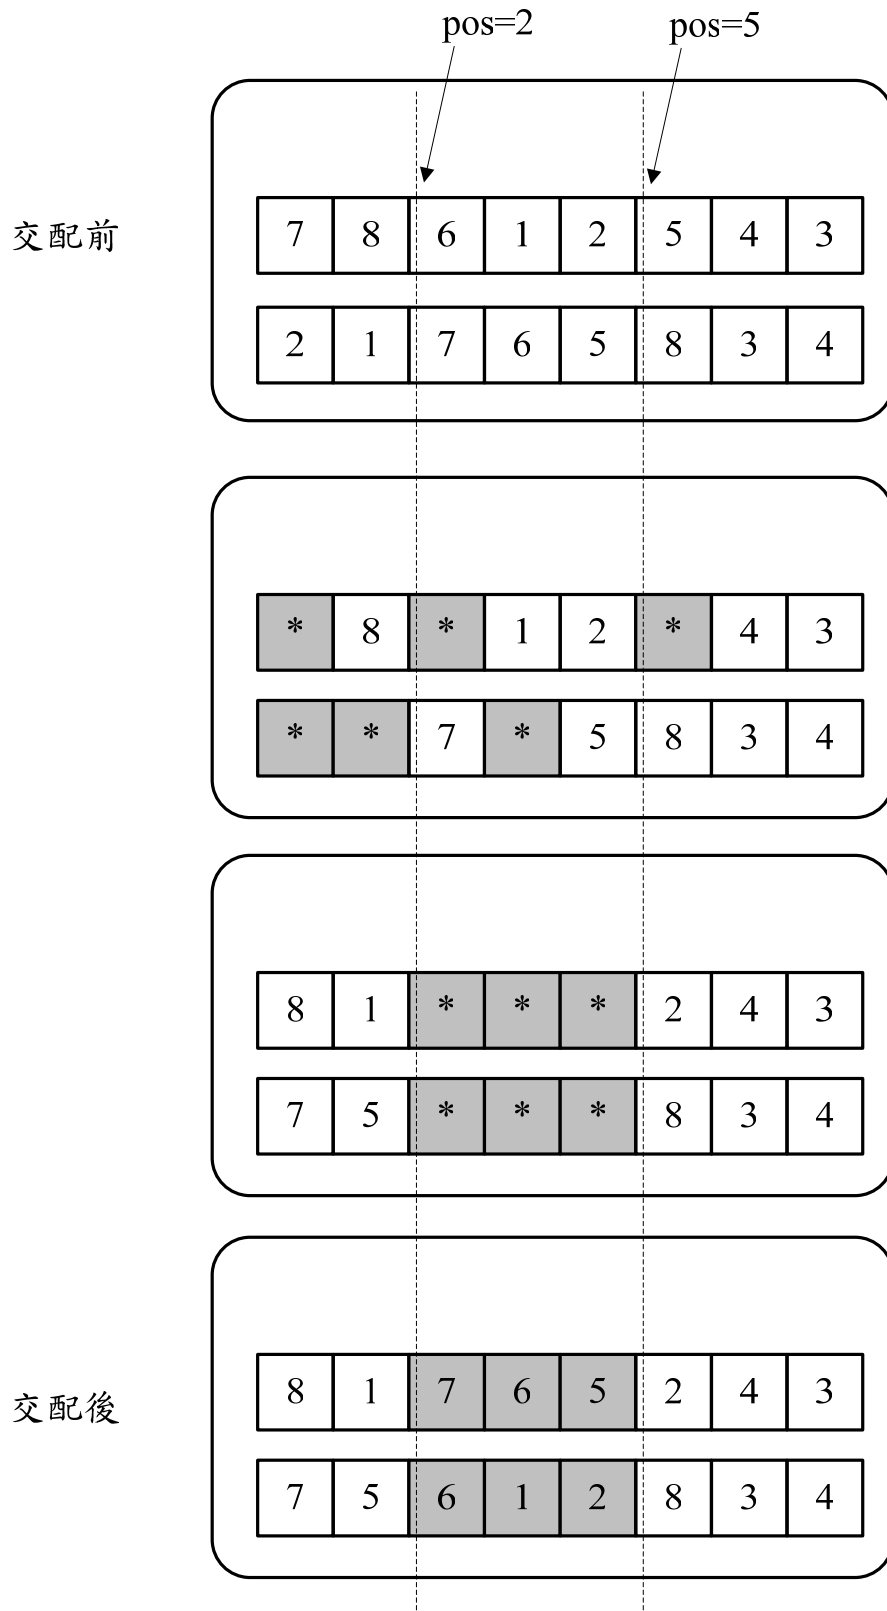 pos=2 pos=5
交配前
7 8 6 1 2 5 4 3
2 1 7 6 5 8 3 4
* 8 * 1 2 * 4 3
* * 7 * 5 8 3 4
8 1 * * * 2 4 3
7 5 * * * 8 3 4
交配後
8 1 7 6 5 2 4 3
7 5 6 1 2 8 3 4